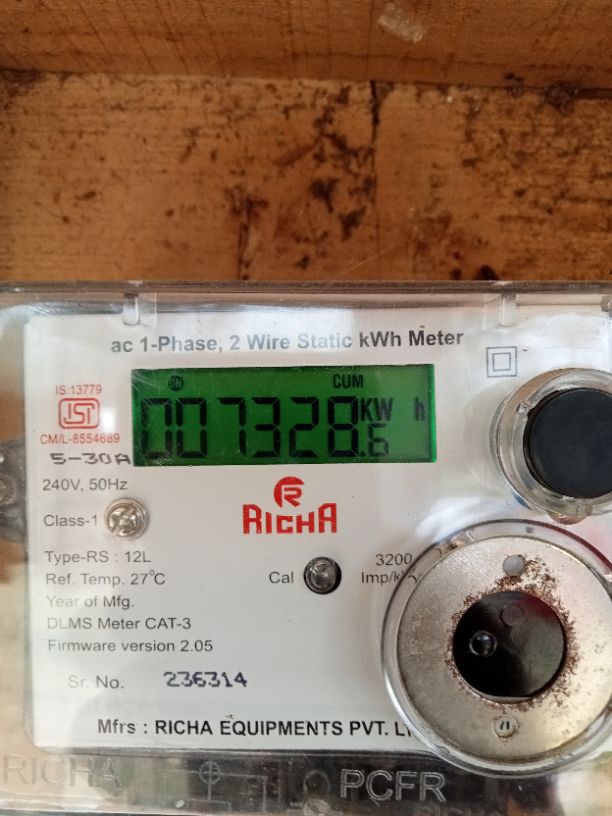 ac 1-Phase, 2 Wire Static kWh Meter
IS:13779
ISI
CM/L-8554689
5-30A
ON CUM
007328.6 KW h
240V, 50Hz
Class-1
R
RICHA
Type-RS : 12L
Ref. Temp. 27°C
Cal
3200
Year of Mfg.
DLMS Meter CAT-3
Firmware version 2.05
Sr. No. 236314
Mfrs : RICHA EQUIPMENTS PVT.
RICHA
PCFR